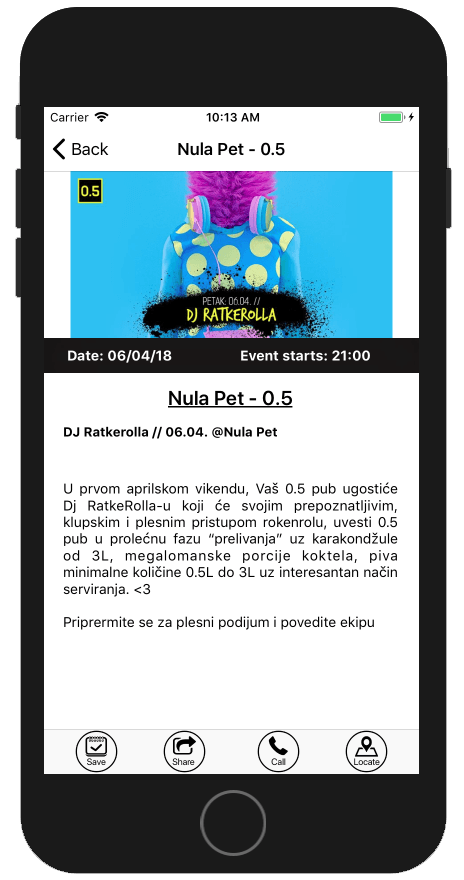 Carrier 10:13 AM
Back Nula Pet - 0.5
0.5
PETAK: 06.04. //
DJ RATKEROLLA
Date: 06/04/18 Event starts: 21:00
Nula Pet - 0.5
DJ Ratkerolla // 06.04. @Nula Pet
U prvom aprilskom vikendu, Vaš 0.5 pub ugostiće
Dj RatkeRolla-u koji će svojim prepoznatljivim,
klupskim i plesnim pristupom rokenrolu, uvesti 0.5
pub u prolećnu fazu “prelivanja” uz karakondžule
od 3L, megalomanske porcije koktela, piva
minimalne količine 0.5L do 3L uz interesantan način
serviranja. <3
Priprermite se za plesni podijum i povedite ekipu
Save Share Call Locate